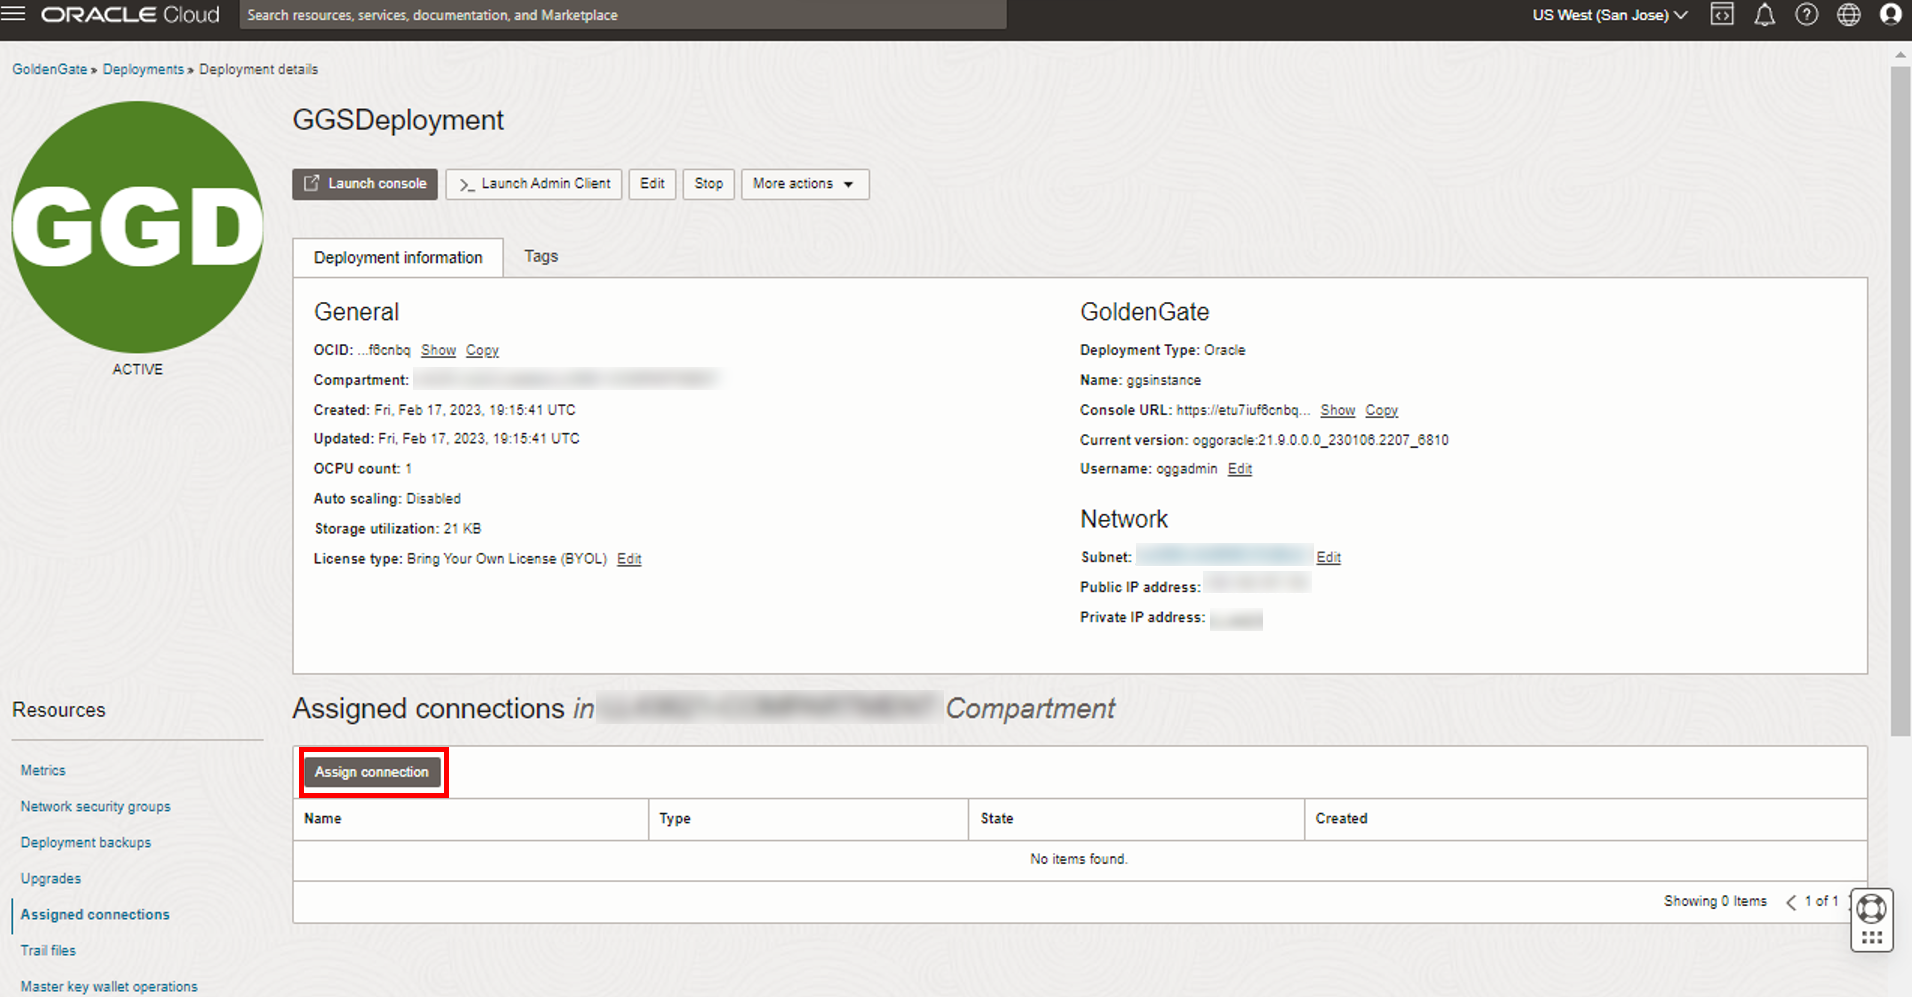 ORACLE Cloud
Search resources, services, documentation, and Marketplace
US West (San Jose)
GoldenGate » Deployments » Deployment details
GGD
ACTIVE
GGSDeployment
Launch console
>_ Launch Admin Client
Edit
Stop
More actions
Deployment information
Tags
General
OCID: ...f6cnbq Show Copy
Compartment:
Created: Fri, Feb 17, 2023, 19:15:41 UTC
Updated: Fri, Feb 17, 2023, 19:15:41 UTC
OCPU count: 1
Auto scaling: Disabled
Storage utilization: 21 KB
License type: Bring Your Own License (BYOL) Edit
GoldenGate
Deployment Type: Oracle
Name: ggsinstance
Console URL: https://etu7iuf6cnbq... Show Copy
Current version: oggoracle:21.9.0.0.0_230106.2207_6810
Username: oggadmin Edit
Network
Subnet: Edit
Public IP address:
Private IP address:
Resources
Metrics
Network security groups
Deployment backups
Upgrades
Assigned connections
Trail files
Master key wallet operations
Assigned connections in Compartment
Assign connection
Name Type State Created
No items found.
Showing 0 Items < 1 of 1